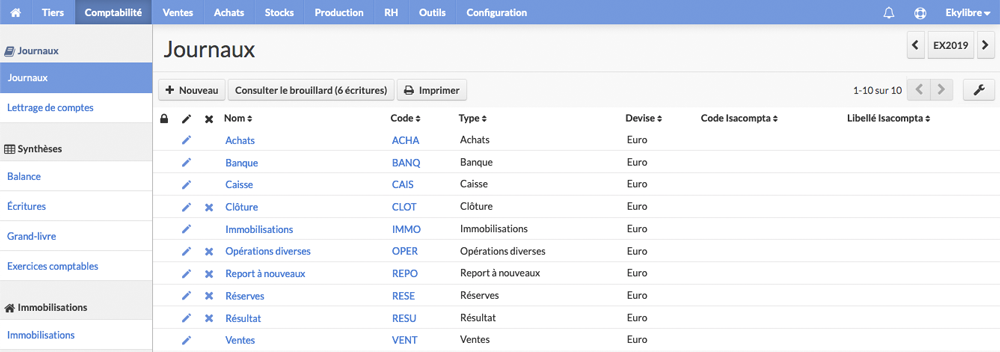 Tiers Comptabilité Ventes Achats Stocks Production RH Outils Configuration Ekylibre
Journaux
Journaux
Lettrage de comptes
Synthèses
Balance
Écritures
Grand-livre
Exercices comptables
Immobilisations
Immobilisations
Journaux
EX2019
Nouveau Consulter le brouillard (6 écritures) Imprimer 1-10 sur 10
Nom Code Type Devise Code Isacompta Libellé Isacompta
Achats ACHA Achats Euro
Banque BANQ Banque Euro
Caisse CAIS Caisse Euro
Clôture CLOT Clôture Euro
Immobilisations IMMO Immobilisations Euro
Opérations diverses OPER Opérations diverses Euro
Report à nouveaux REPO Report à nouveaux Euro
Réserves RESE Réserves Euro
Résultat RESU Résultat Euro
Ventes VENT Ventes Euro